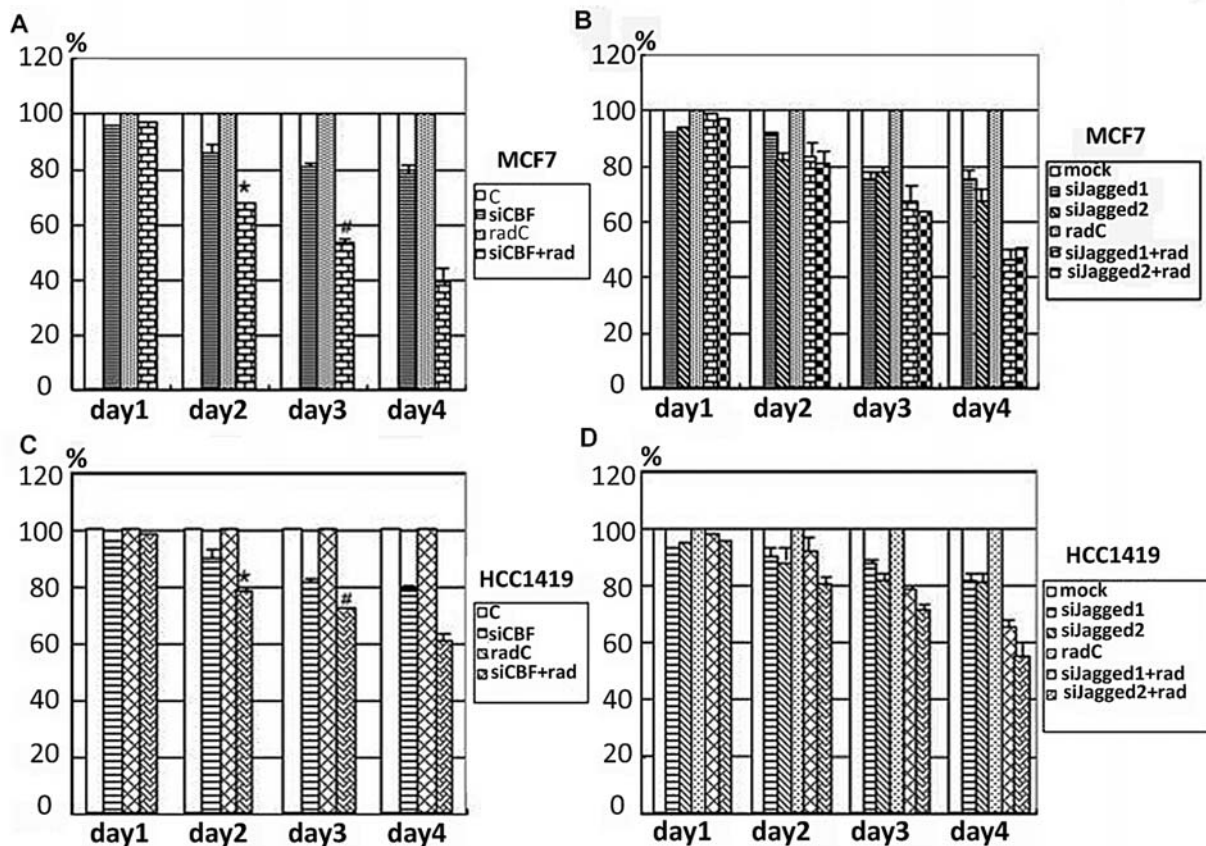 A
%
120
100
80
60
40
20
0
*
#
day1 day2 day3 day4
MCF7
C
siCBF
radC
siCBF+rad
B
%
120
100
80
60
40
20
0
day1 day2 day3 day4
MCF7
mock
siJagged1
siJagged2
radC
siJagged1+rad
siJagged2+rad
C
%
120
100
80
60
40
20
0
*
#
day1 day2 day3 day4
HCC1419
C
siCBF
radC
siCBF+rad
D
%
120
100
80
60
40
20
0
day1 day2 day3 day4
HCC1419
mock
siJagged1
siJagged2
radC
siJagged1+rad
siJagged2+rad